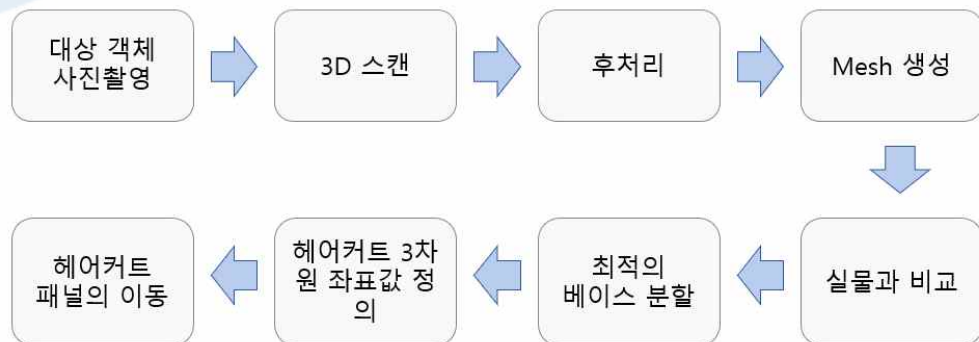 대상 객체
사진촬영
3D 스캔
후처리
Mesh 생성
실물과 비교
최적의
베이스 분할
헤어커트 3차
원 좌표값 정
의
헤어커트
패널의 이동